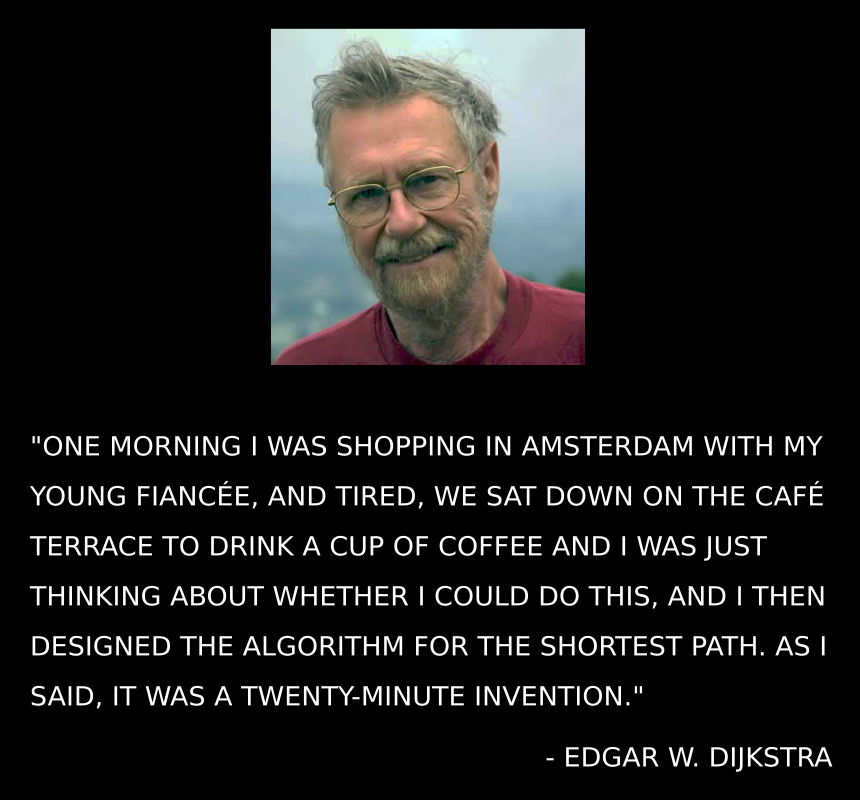 "ONE MORNING I WAS SHOPPING IN AMSTERDAM WITH MY
YOUNG FIANCÉE, AND TIRED, WE SAT DOWN ON THE CAFÉ
TERRACE TO DRINK A CUP OF COFFEE AND I WAS JUST
THINKING ABOUT WHETHER I COULD DO THIS, AND I THEN
DESIGNED THE ALGORITHM FOR THE SHORTEST PATH. AS I
SAID, IT WAS A TWENTY-MINUTE INVENTION."
- EDGAR W. DIJKSTRA